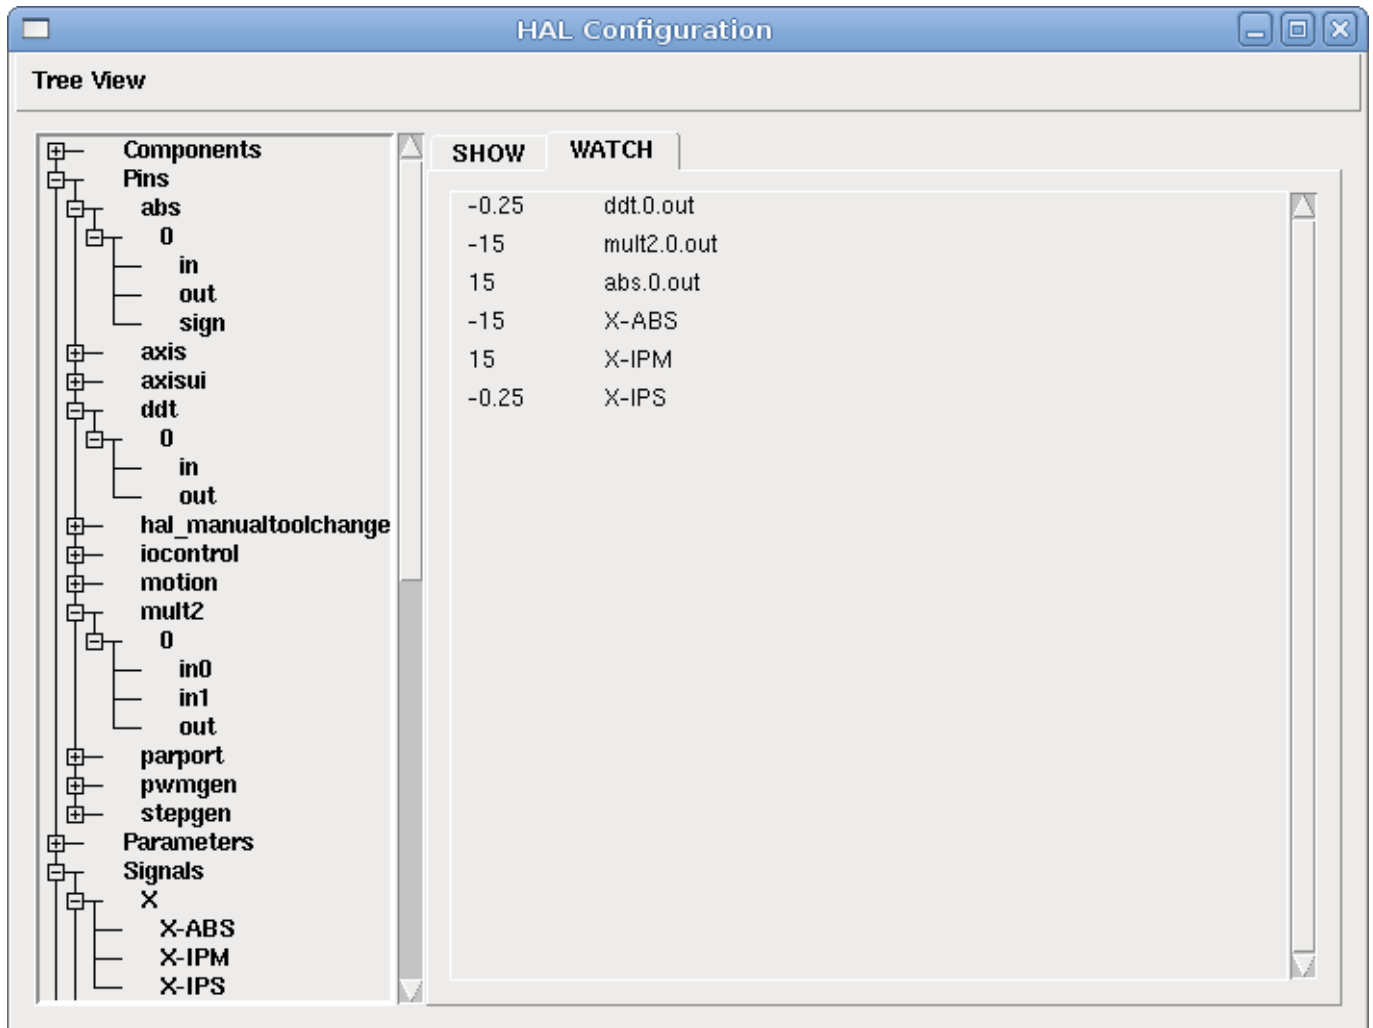 HAL Configuration
Tree View
Components
Pins
abs
0
in
out
sign
axis
axisui
ddt
0
in
out
hal_manualtoolchange
iocontrol
motion
mult2
0
in0
in1
out
parport
pwmgen
stepgen
Parameters
Signals
X
X-ABS
X-IPM
X-IPS
SHOW WATCH
-0.25 ddt.0.out
-15 mult2.0.out
15 abs.0.out
-15 X-ABS
15 X-IPM
-0.25 X-IPS